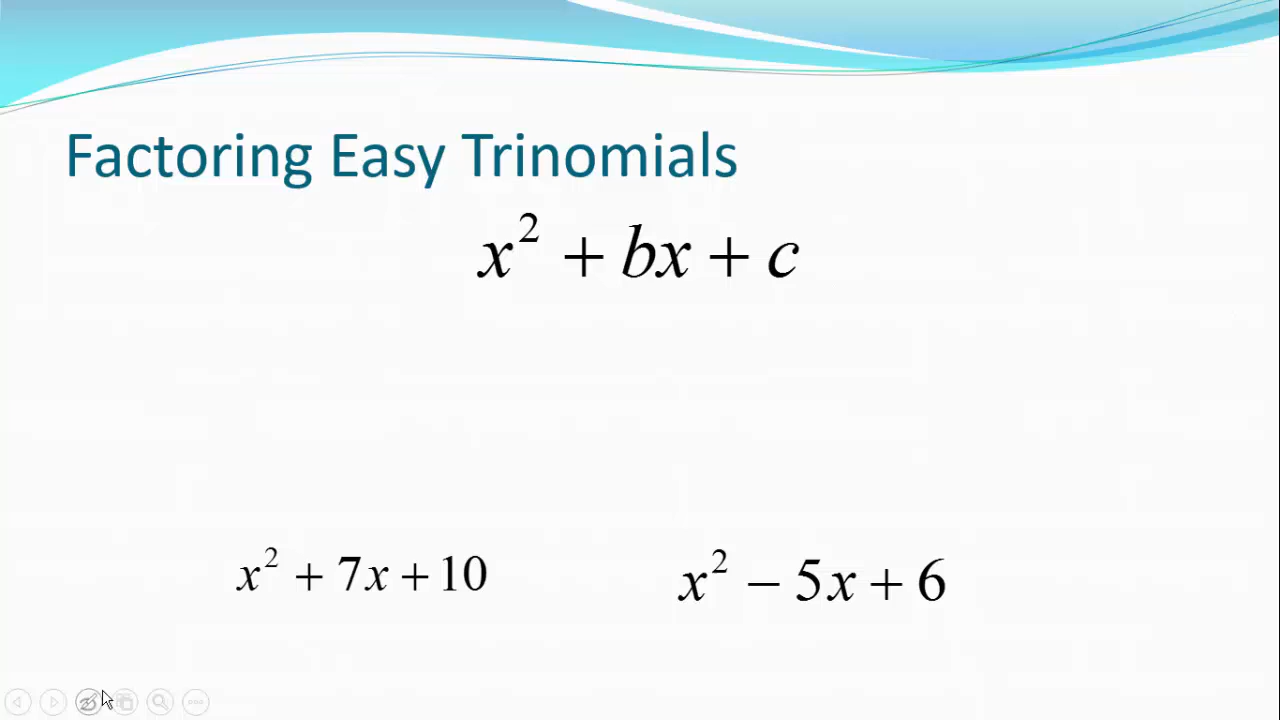 Factoring Easy Trinomials
x² + bx + c
x² + 7x + 10
x² − 5x + 6